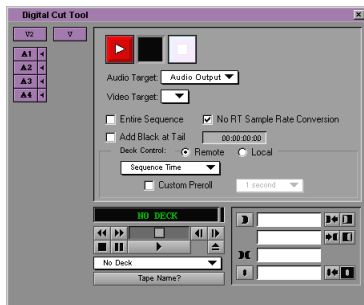 Digital Cut Tool
V2 V
A1
A2
A3
A4
Audio Target: Audio Output
Video Target:
Entire Sequence No RT Sample Rate Conversion
Add Black at Tail 00:00:00:00
Deck Control: Remote Local
Sequence Time
Custom Preroll 1 second
NO DECK
No Deck
Tape Name?